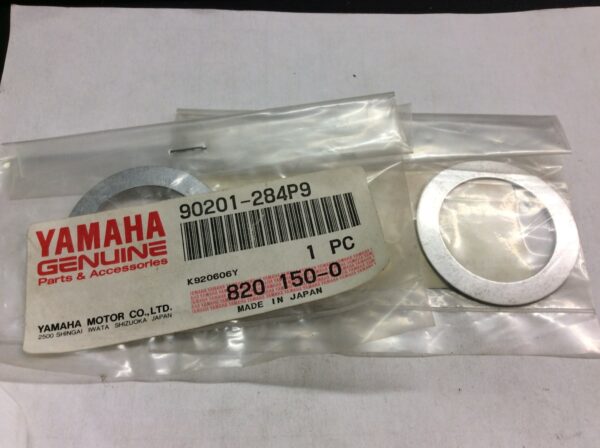 YAMAHA
GENUINE
Parts & Accessories
YAMAHA MOTOR CO.,LTD.
2500 SHINGAI IWATA SHIZUOKA JAPAN
90201-284P9
1 PC
K920606Y
820 150-0
MADE IN JAPAN